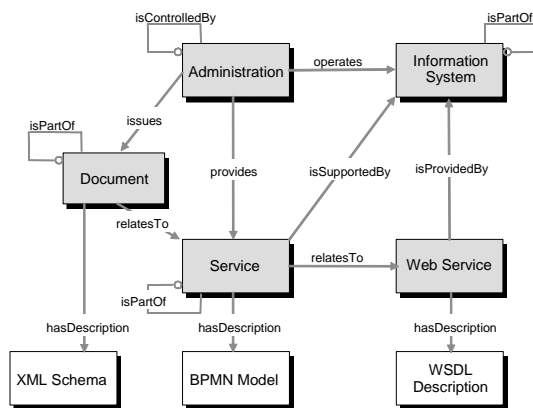 isControlledBy
isPartOf
Administration
operates
Information
System
isPartOf
issues
Document
provides
isSupportedBy
isProvidedBy
relatesTo
Service
relatesTo
Web Service
isPartOf
hasDescription
hasDescription
hasDescription
XML Schema
BPMN Model
WSDL
Description